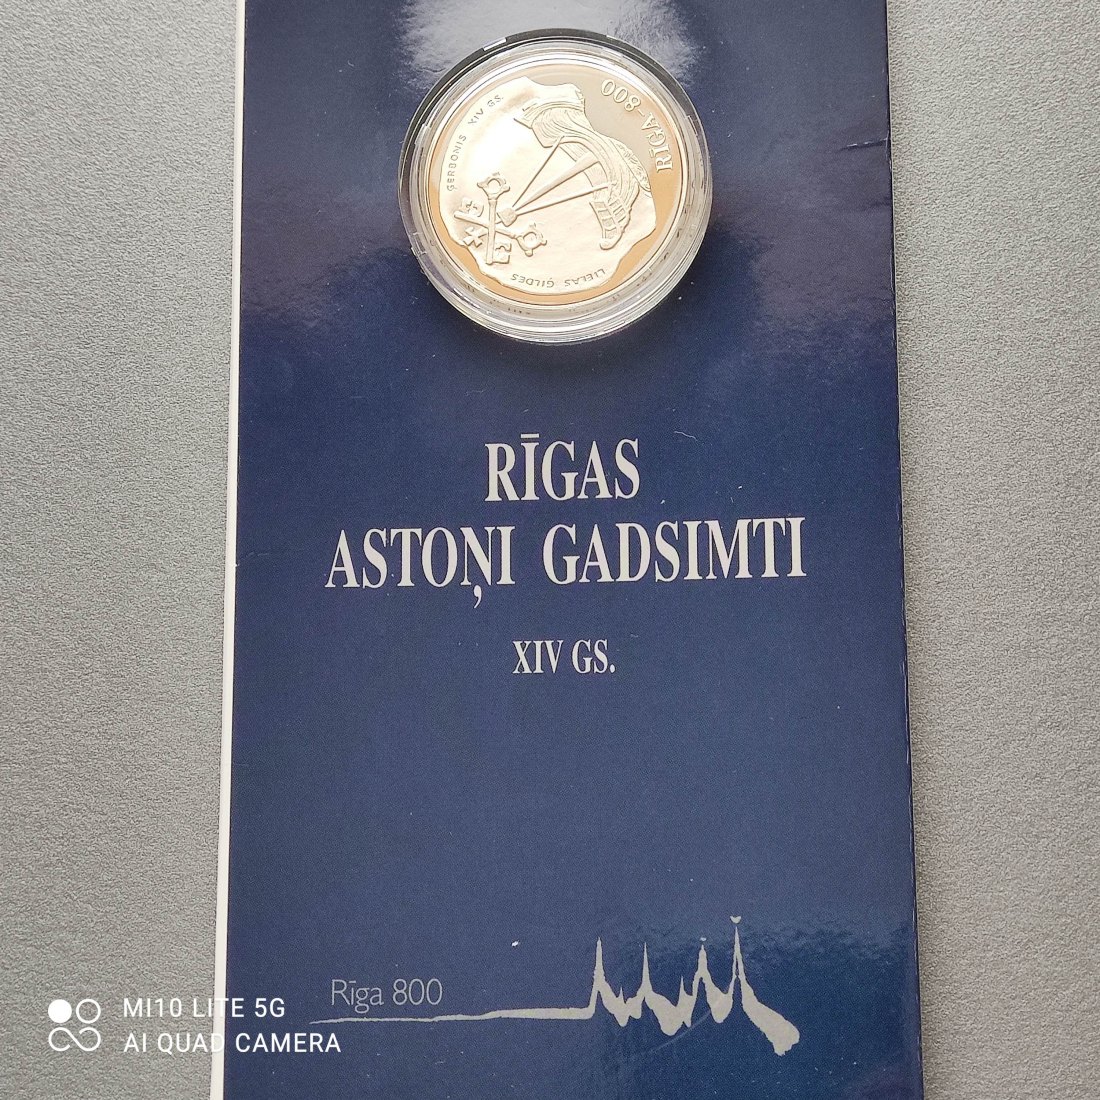 RĪGA-800
ĢERBONIS XIV GS.
LIELĀS ĢILDES
RĪGAS
ASTOŅI GADSIMTI
XIV GS.
Rīga 800
MI10 LITE 5G
AI QUAD CAMERA